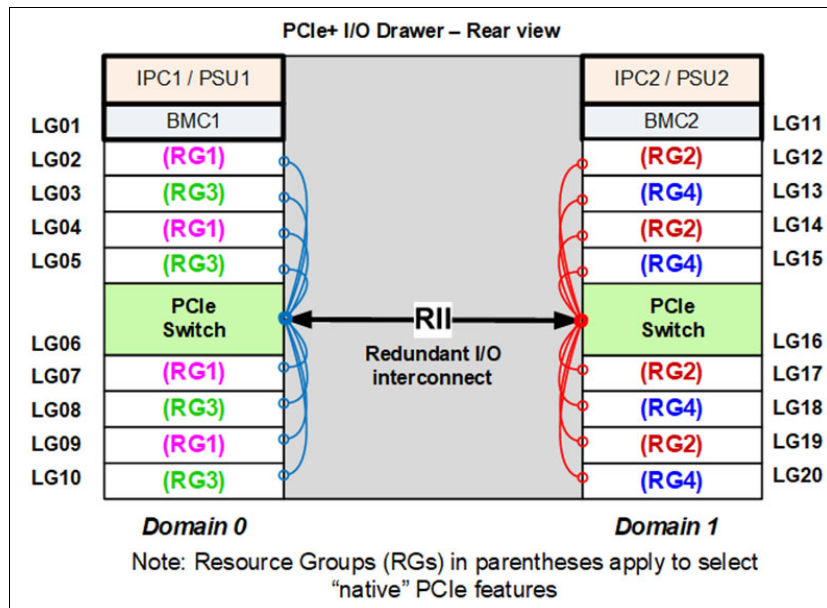 PCIe+ I/O Drawer – Rear view
IPC1 / PSU1
IPC2 / PSU2
LG01 BMC1
BMC2 LG11
LG02 (RG1)
(RG2) LG12
LG03 (RG3)
(RG4) LG13
LG04 (RG1)
(RG2) LG14
LG05 (RG3)
(RG4) LG15
PCIe
Switch
RII
PCIe
Switch
LG06
Redundant I/O
interconnect
LG16
LG07 (RG1)
(RG2) LG17
LG08 (RG3)
(RG4) LG18
LG09 (RG1)
(RG2) LG19
LG10 (RG3)
(RG4) LG20
Domain 0
Domain 1
Note: Resource Groups (RGs) in parentheses apply to select
“native” PCIe features